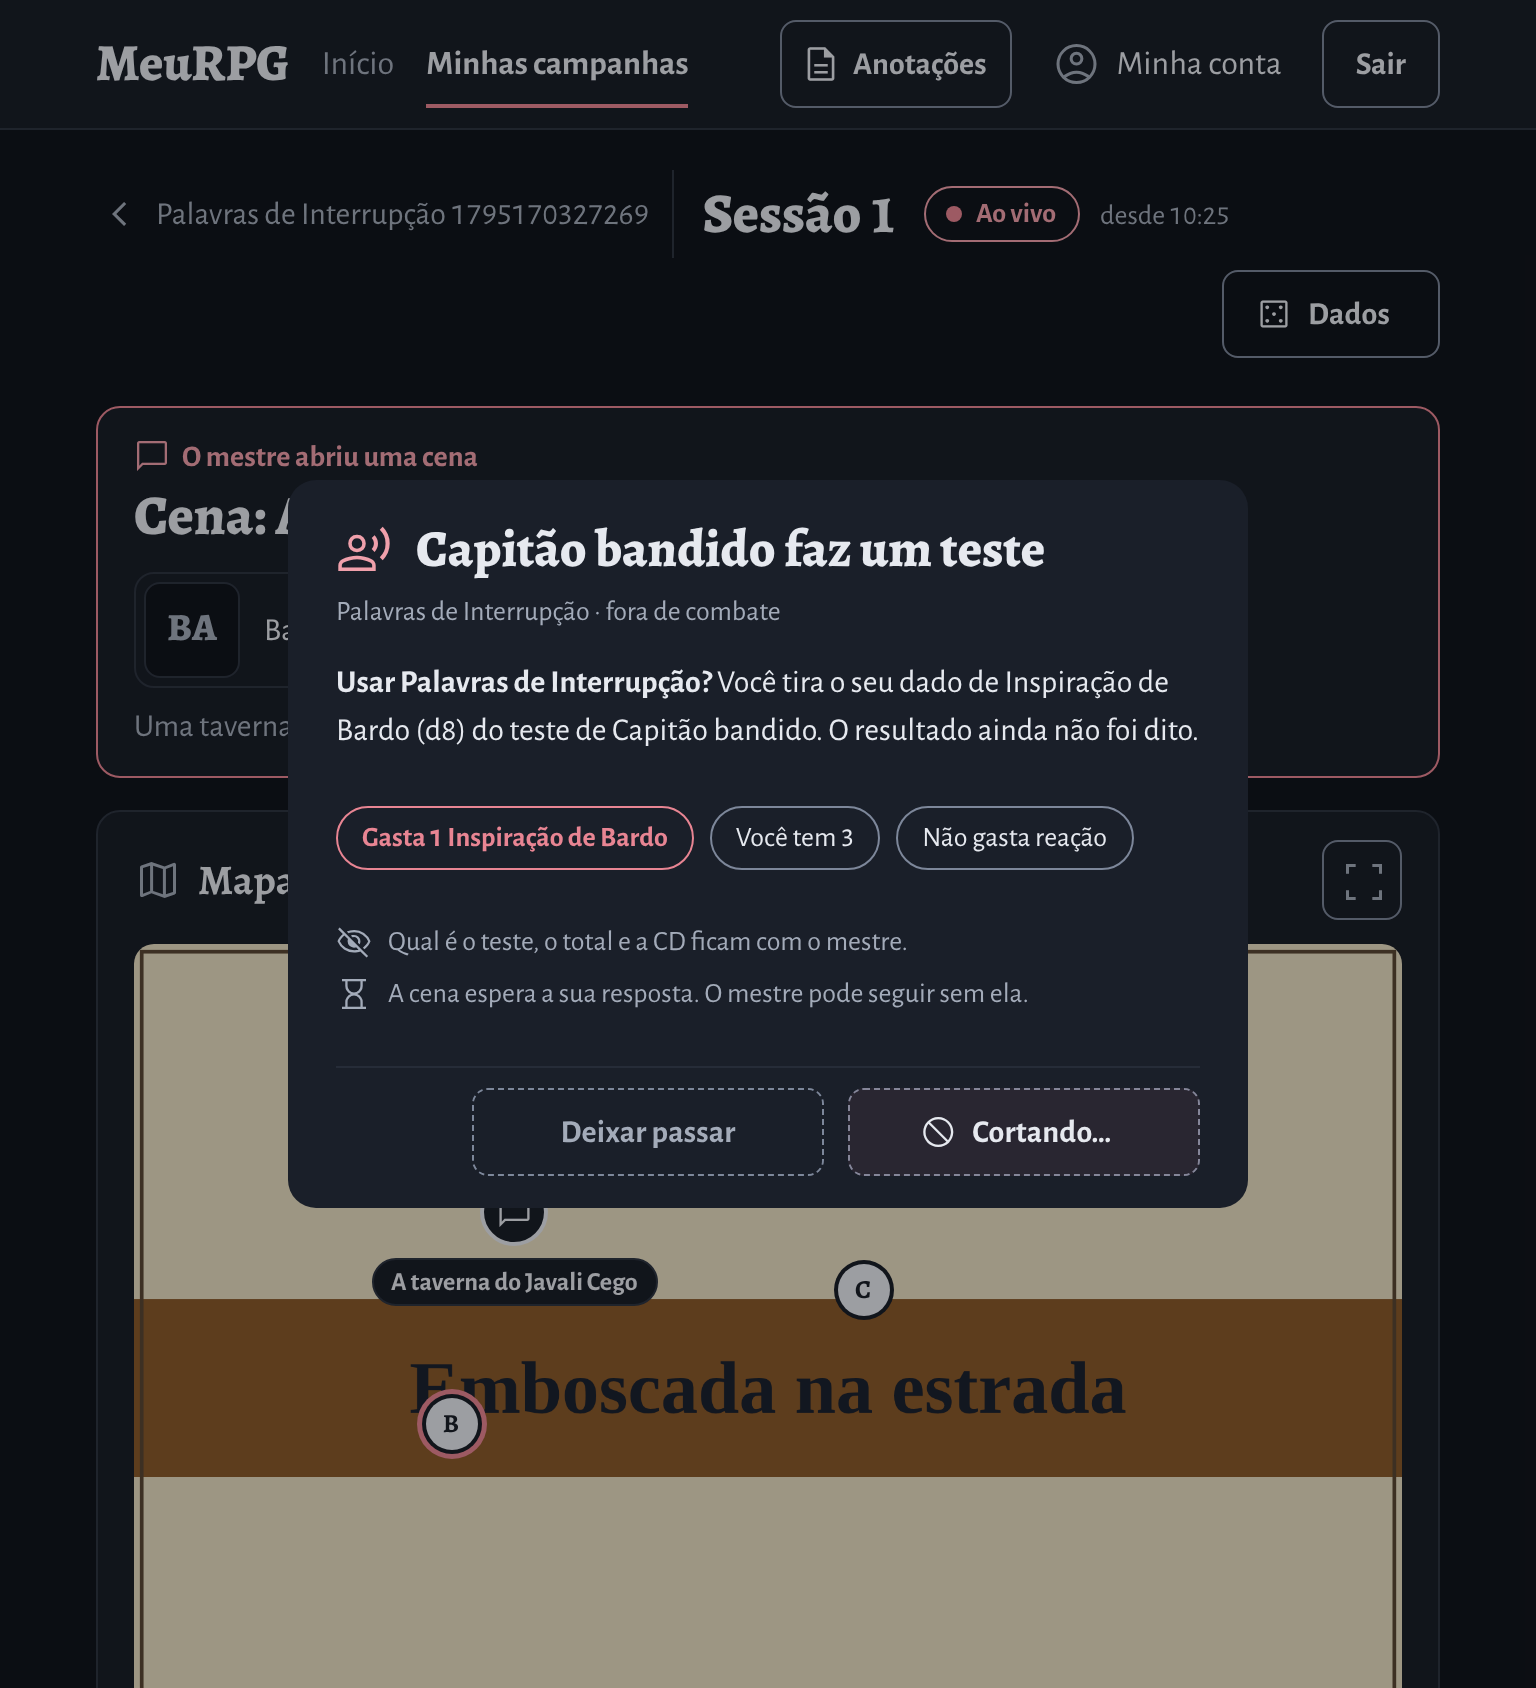 MeuRPG Início Minhas campanhas Anotações Minha conta Sair
Palavras de Interrupção 1795170327269 Sessão 1 Ao vivo desde 10:25
Dados
O mestre abriu uma cena
Cena:
BA
Uma taverna
Mapa
Capitão bandido faz um teste
Palavras de Interrupção · fora de combate
Usar Palavras de Interrupção? Você tira o seu dado de Inspiração de
Bardo (d8) do teste de Capitão bandido. O resultado ainda não foi dito.
Gasta 1 Inspiração de Bardo Você tem 3 Não gasta reação
Qual é o teste, o total e a CD ficam com o mestre.
A cena espera a sua resposta. O mestre pode seguir sem ela.
Deixar passar Cortando...
A taverna do Javali Cego
C
Emboscada na estrada
B